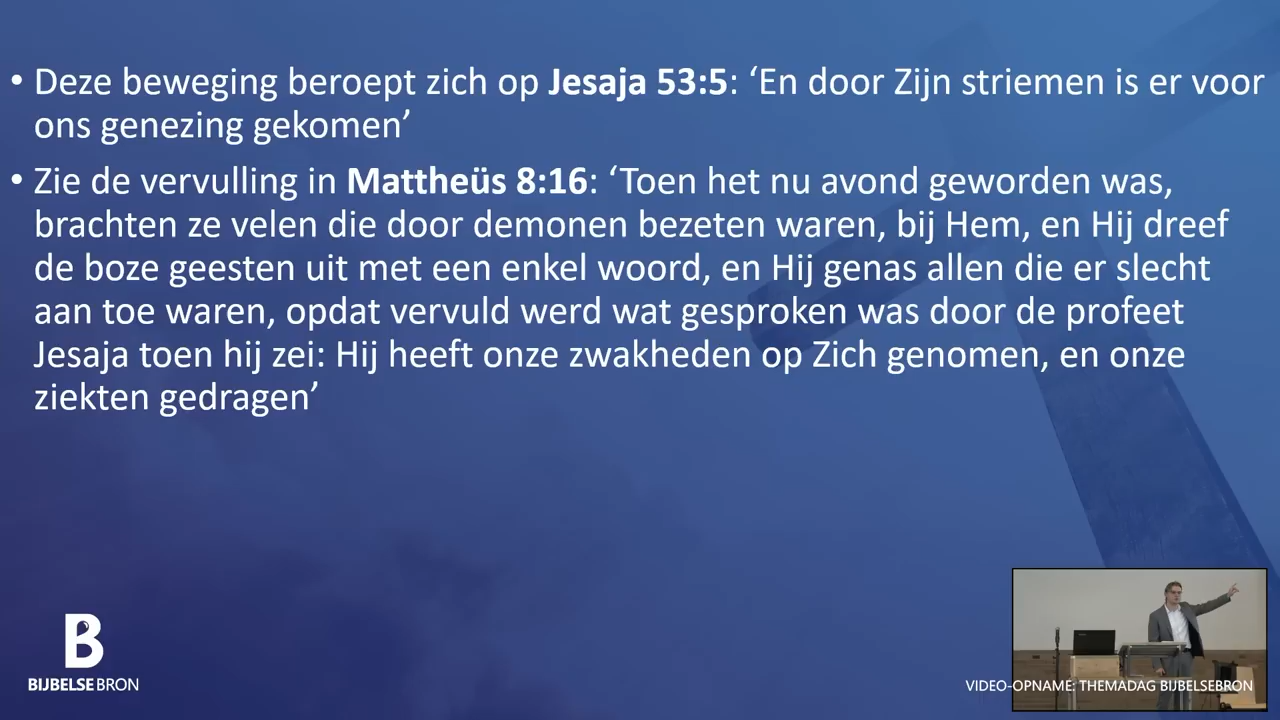 • Deze beweging beroept zich op Jesaja 53:5: ‘En door Zijn striemen is er voor
ons genezing gekomen’
• Zie de vervulling in Mattheüs 8:16: ‘Toen het nu avond geworden was,
brachten ze velen die door demonen bezeten waren, bij Hem, en Hij dreef
de boze geesten uit met een enkel woord, en Hij genas allen die er slecht
aan toe waren, opdat vervuld werd wat gesproken was door de profeet
Jesaja toen hij zei: Hij heeft onze zwakheden op Zich genomen, en onze
ziekten gedragen’
B
BIJBELSEBRON
VIDEO-OPNAME: THEMADAG BIJBELSEBRON